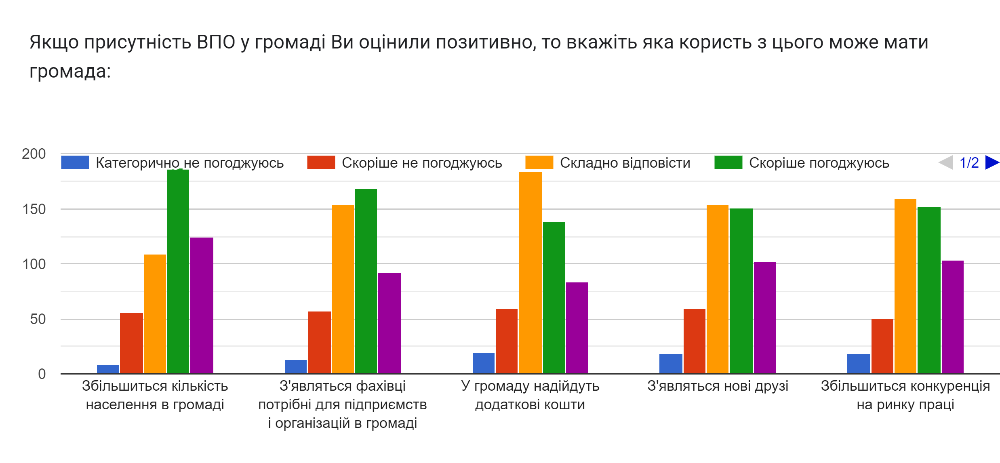 Якщо присутність ВПО у громаді Ви оцінили позитивно, то вкажіть яка користь з цього може мати
громада:
200
Категорично не погоджуюсь
Скоріше не погоджуюсь
Складно відповісти
Скоріше погоджуюсь
1/2
150
100
50
0
Збільшиться кількість
населення в громаді
З'являться фахівці
потрібні для підприємств
і організацій в громаді
У громаду надійдуть
додаткові кошти
З'являться нові друзі
Збільшиться конкуренція
на ринку праці